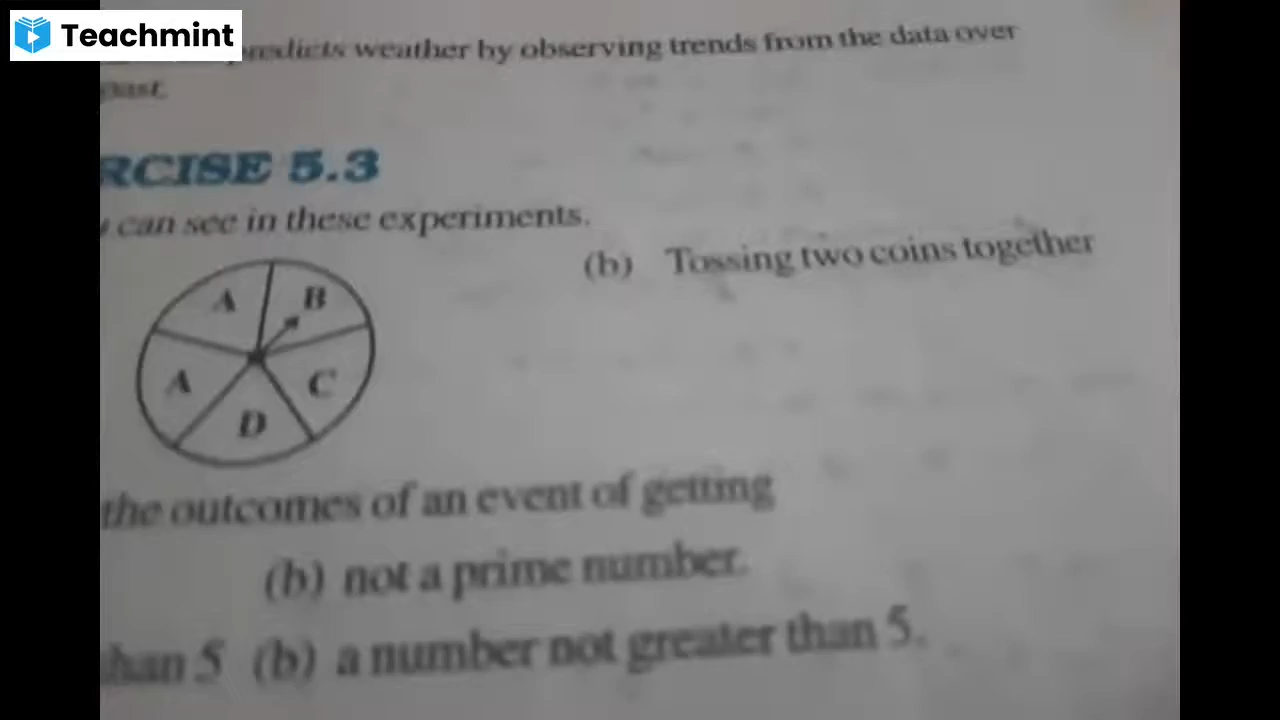 Teachmint
predicts weather by observing trends from the data over
past.
RCISE 5.3
can see in these experiments.
(b) Tossing two coins together
A B
A C
D
the outcomes of an event of getting
(b) not a prime number.
han 5 (b) a number not greater than 5.